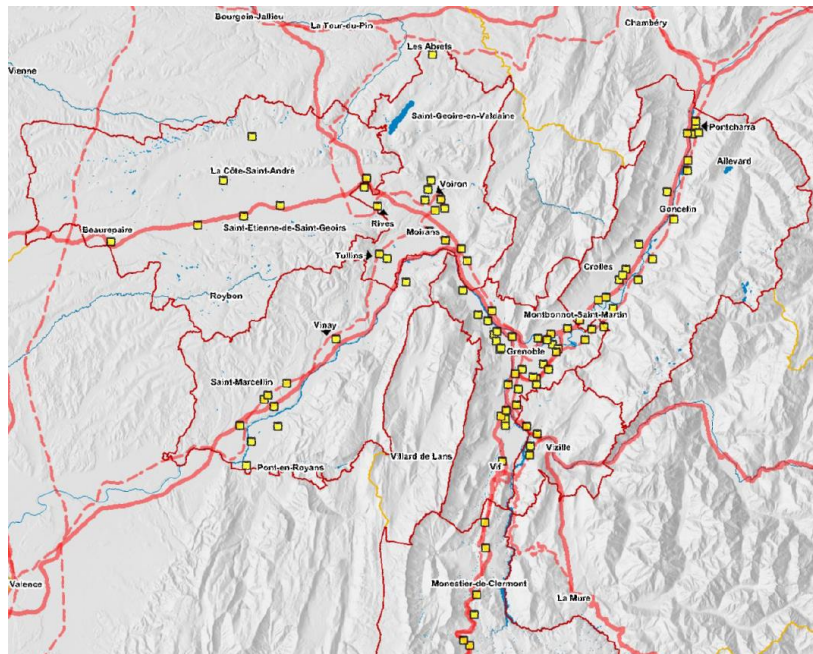 Bourgoin-Jallieu
La Tour-du-Pin
Chambéry
Les Abrets
Vienne
Saint-Geoire-en-Valdaine
Pontcharra
Allevard
La Côte-Saint-André
Voiron
Goncelin
Rives
Beaurepaire
Saint-Etienne-de-Saint-Geoirs
Moirans
Tullins
Crolles
Roybon
Montbonnot-Saint-Martin
Vinay
Grenoble
Saint-Marcellin
Vizille
Villard de Lans
Pont-en-Royans
Vif
Valence
Monestier-de-Clermont
La Mure